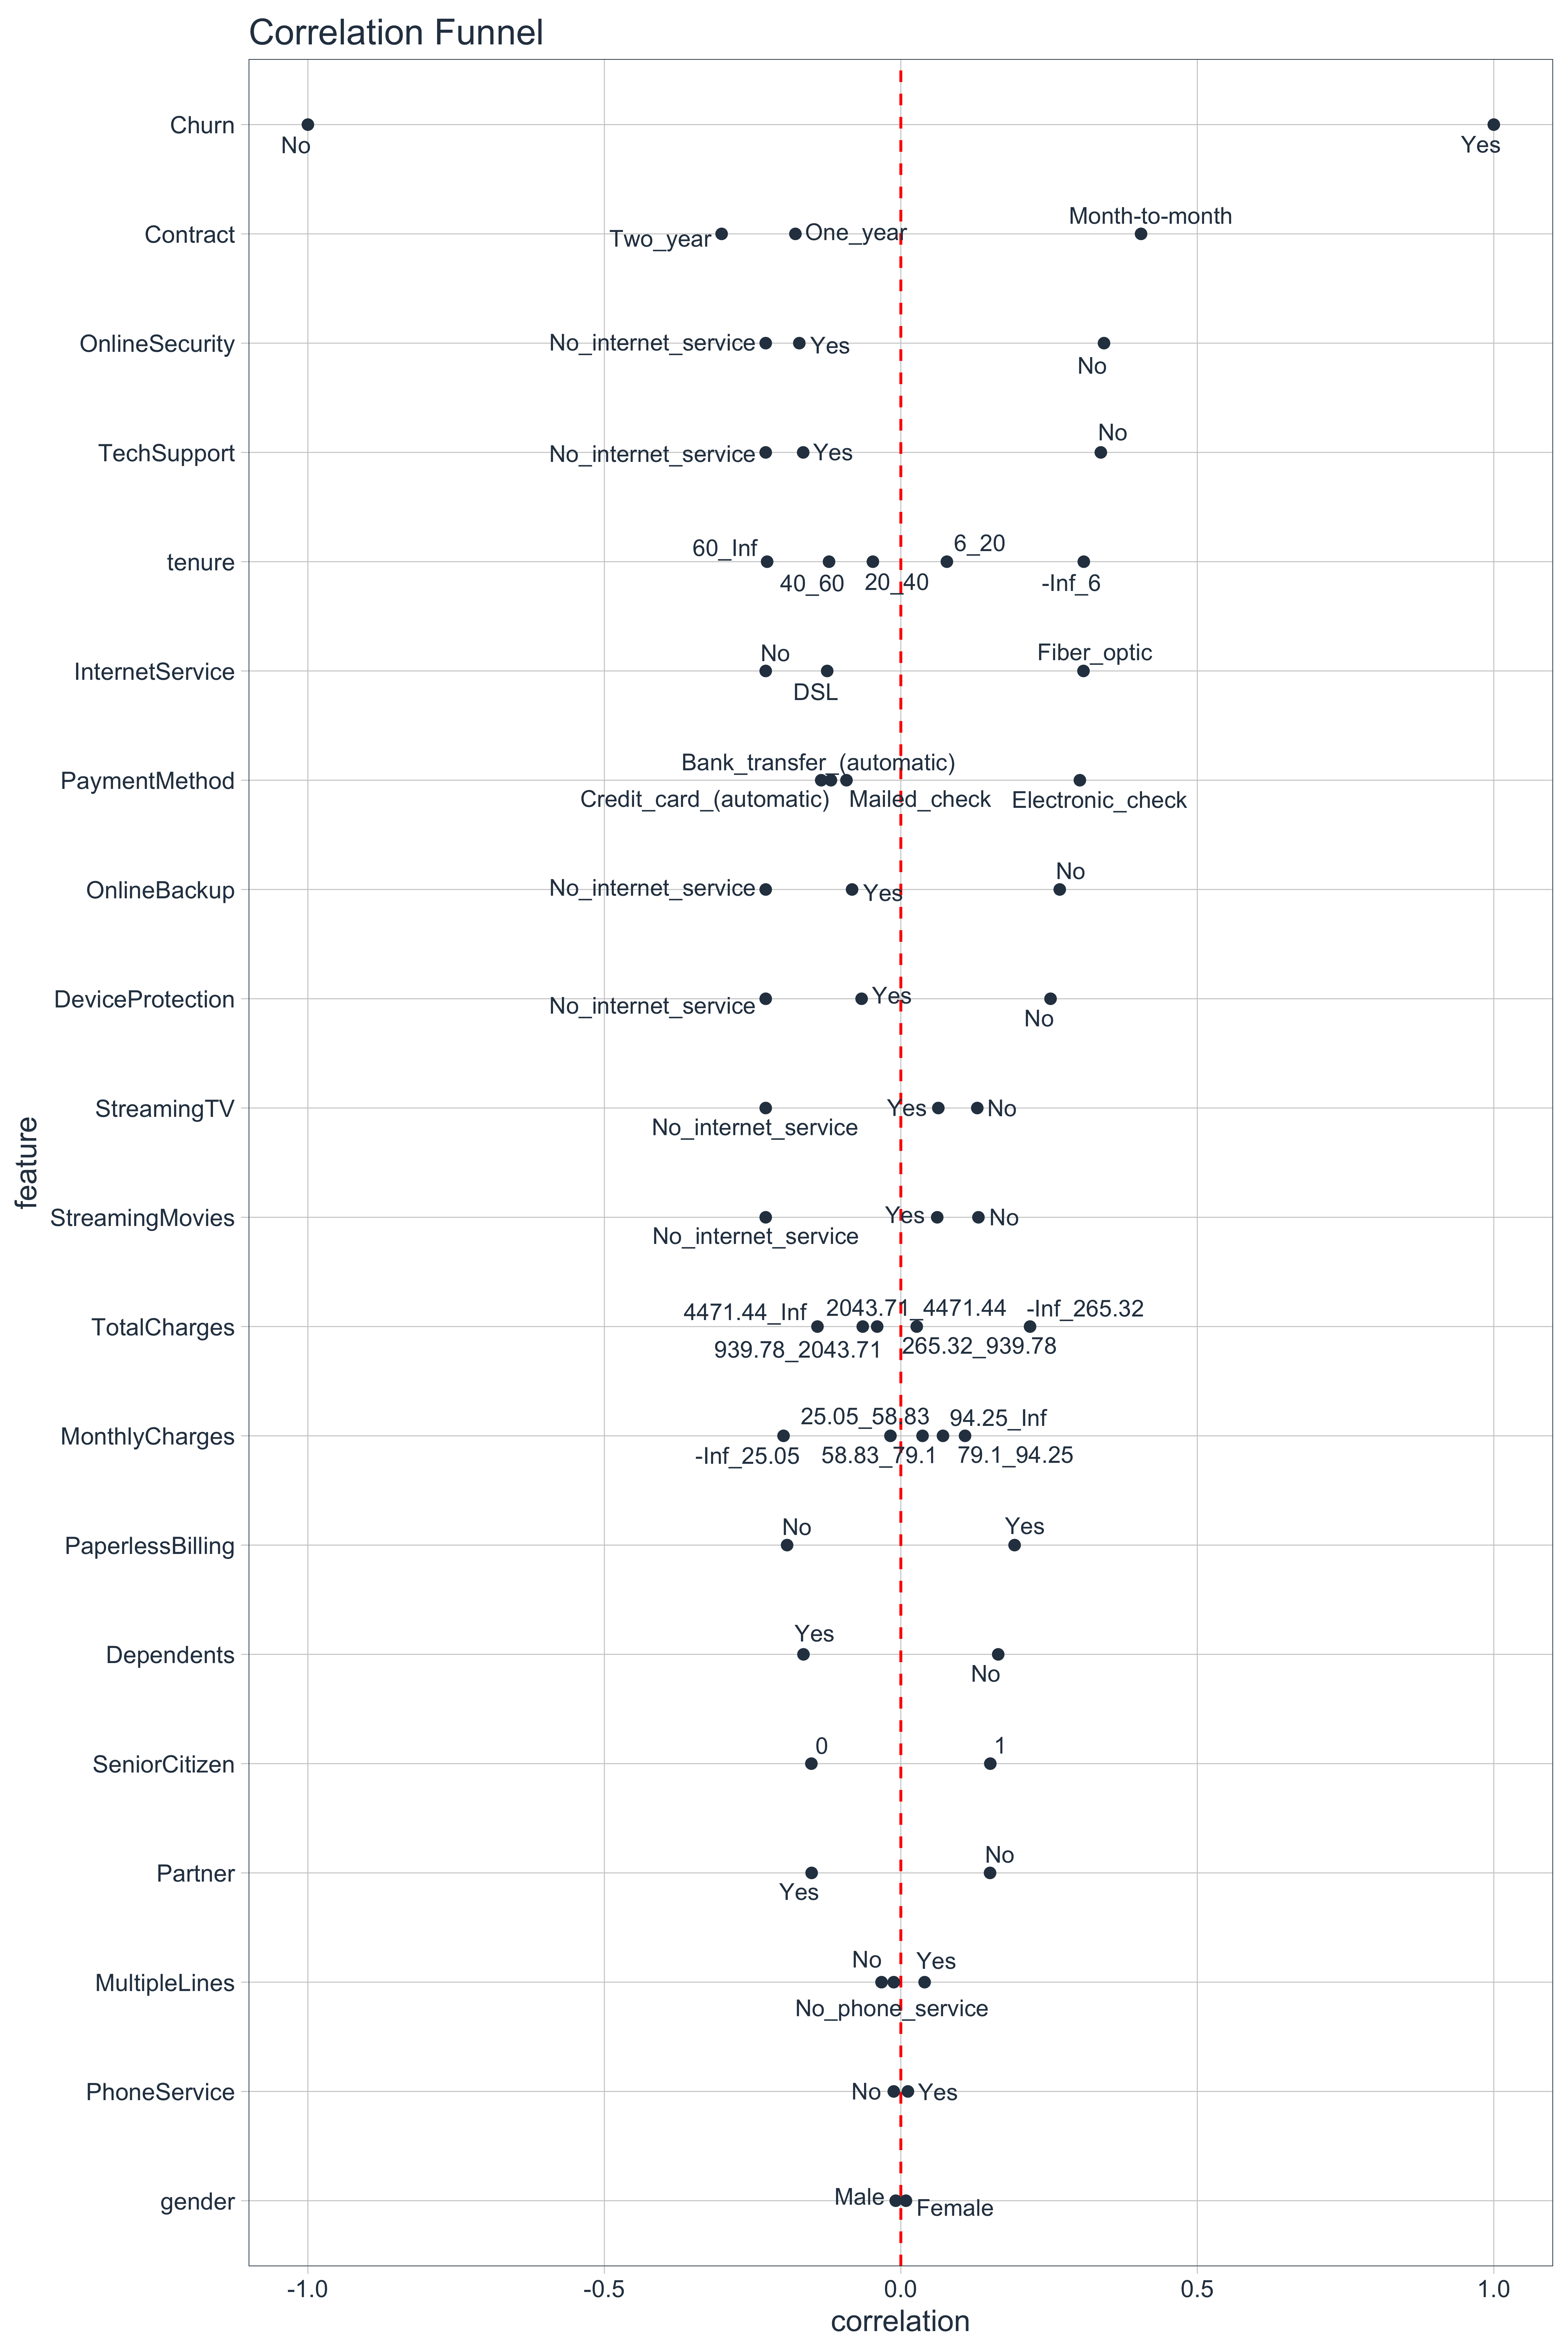 Correlation Funnel
Churn
No
Yes
Contract
Two_year
One_year
Month-to-month
OnlineSecurity
No_internet_service
Yes
No
TechSupport
No_internet_service
Yes
No
tenure
60_Inf
40_60
20_40
6_20
-Inf_6
InternetService
No
DSL
Fiber_optic
PaymentMethod
Bank_transfer_(automatic)
Credit_card_(automatic)
Mailed_check
Electronic_check
OnlineBackup
No_internet_service
Yes
No
DeviceProtection
No_internet_service
Yes
No
StreamingTV
No_internet_service
Yes
No
StreamingMovies
No_internet_service
Yes
No
TotalCharges
4471.44_Inf
939.78_2043.71
2043.71_4471.44
265.32_939.78
-Inf_265.32
MonthlyCharges
-Inf_25.05
25.05_58.83
58.83_79.1
94.25_Inf
79.1_94.25
PaperlessBilling
No
Yes
Dependents
Yes
No
SeniorCitizen
0
1
Partner
Yes
No
MultipleLines
No
No_phone_service
Yes
PhoneService
No
Yes
gender
Male
Female
feature
-1.0
-0.5
0.0
0.5
1.0
correlation